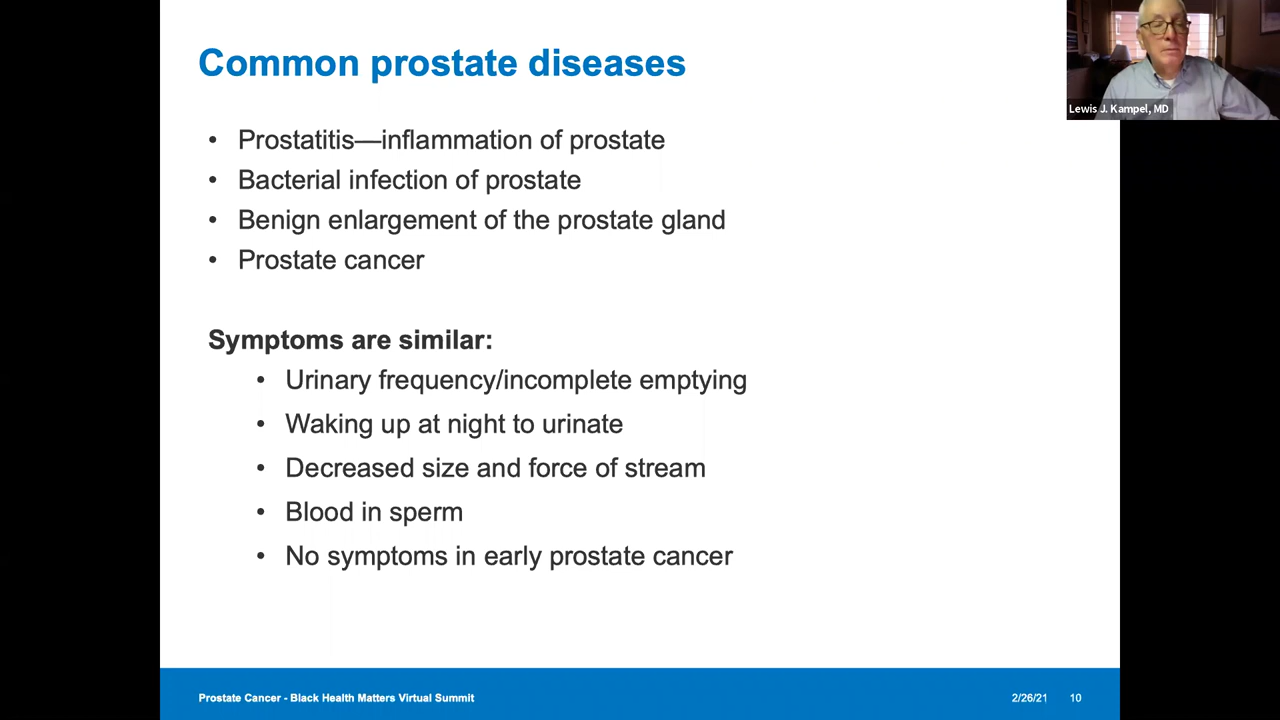 Common prostate diseases
• Prostatitis—inflammation of prostate
• Bacterial infection of prostate
• Benign enlargement of the prostate gland
• Prostate cancer
Symptoms are similar:
• Urinary frequency/incomplete emptying
• Waking up at night to urinate
• Decreased size and force of stream
• Blood in sperm
• No symptoms in early prostate cancer
Lewis J. Kampel, MD
Prostate Cancer - Black Health Matters Virtual Summit
2/26/21 10